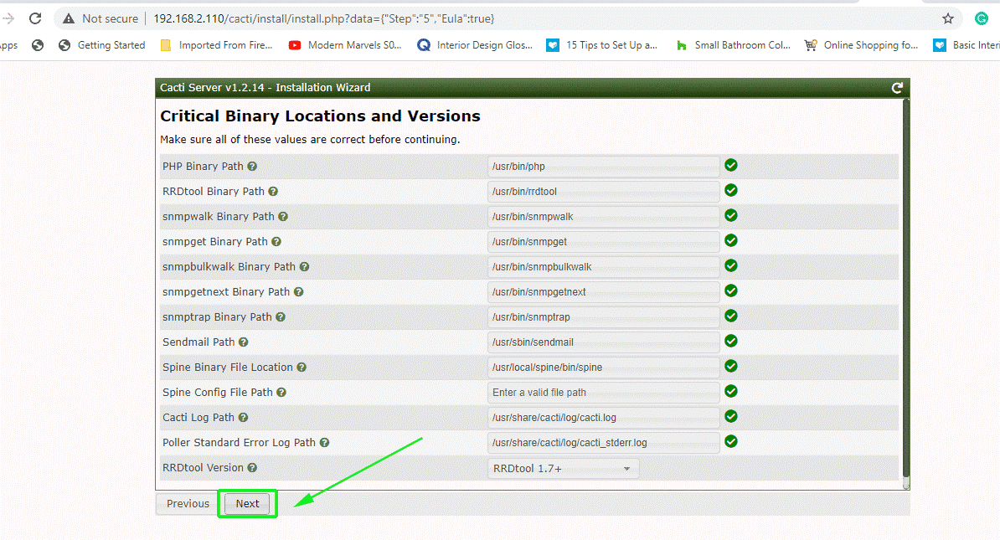 Not secure 192.168.2.110/cacti/install/install.php?data={"Step":"5","Eula":true}
pps Getting Started Imported From Fire... Modern Marvels S0... Interior Design Glos... 15 Tips to Set Up a... Small Bathroom Col... Online Shopping fo... Basic Inter
Cacti Server v1.2.14 - Installation Wizard
Critical Binary Locations and Versions
Make sure all of these values are correct before continuing.
PHP Binary Path /usr/bin/php
RRDtool Binary Path /usr/bin/rrdtool
snmpwalk Binary Path /usr/bin/snmpwalk
snmpget Binary Path /usr/bin/snmpget
snmpbulkwalk Binary Path /usr/bin/snmpbulkwalk
snmpgetnext Binary Path /usr/bin/snmpgetnext
snmptrap Binary Path /usr/bin/snmptrap
Sendmail Path /usr/sbin/sendmail
Spine Binary File Location /usr/local/spine/bin/spine
Spine Config File Path Enter a valid file path
Cacti Log Path /usr/share/cacti/log/cacti.log
Poller Standard Error Log Path /usr/share/cacti/log/cacti_stderr.log
RRDtool Version RRDtool 1.7+
Previous Next